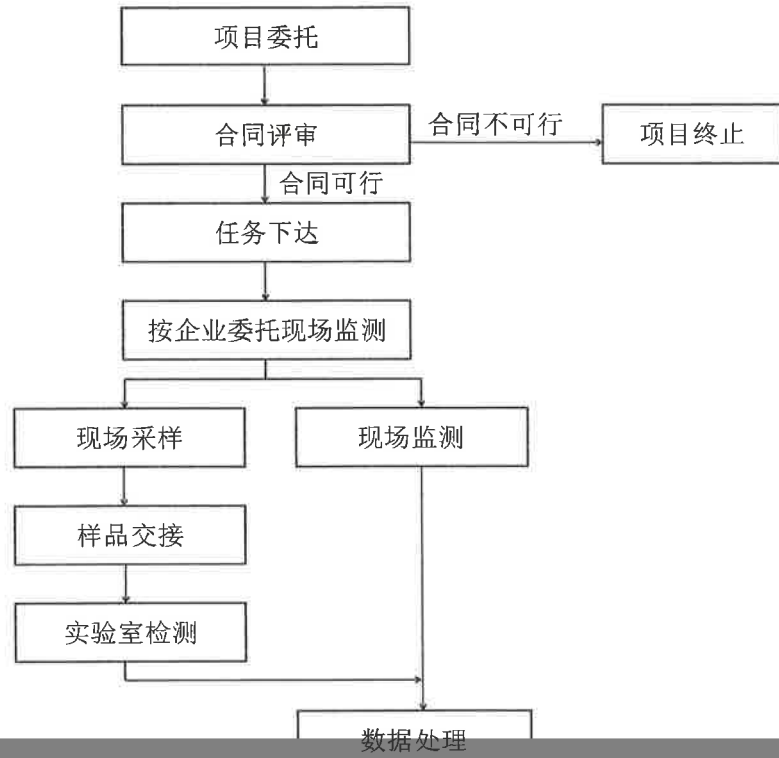 项目委托
合同评审
合同不可行
项目终止
合同可行
任务下达
按企业委托现场监测
现场采样
现场监测
样品交接
实验室检测
数据处理